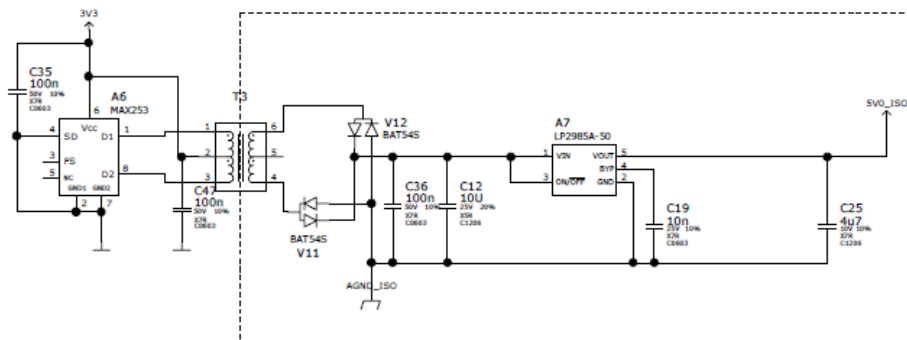 3V3
C35
100n
50V 10%
X7R
C0603
A6
MAX253
6
Vcc
4
SD
D1
1
3
FS
5
NC
D2
8
GND1 GND2
2
7
C47
100n
50V 10%
X7R
C0603
T3
1
2
3
6
5
4
V12
BAT54S
BAT54S
V11
AGND_ISO
C36
100n
50V 10%
X7R
C0603
C12
10U
25V 20%
X5R
C1206
A7
LP2985A-50
1
VIN
VOUT
5
BYP
4
3
ON/OFF
GND
2
C19
10n
25V 10%
X7R
C0603
5V0_ISO
C25
4u7
10V 10%
X7R
C1206